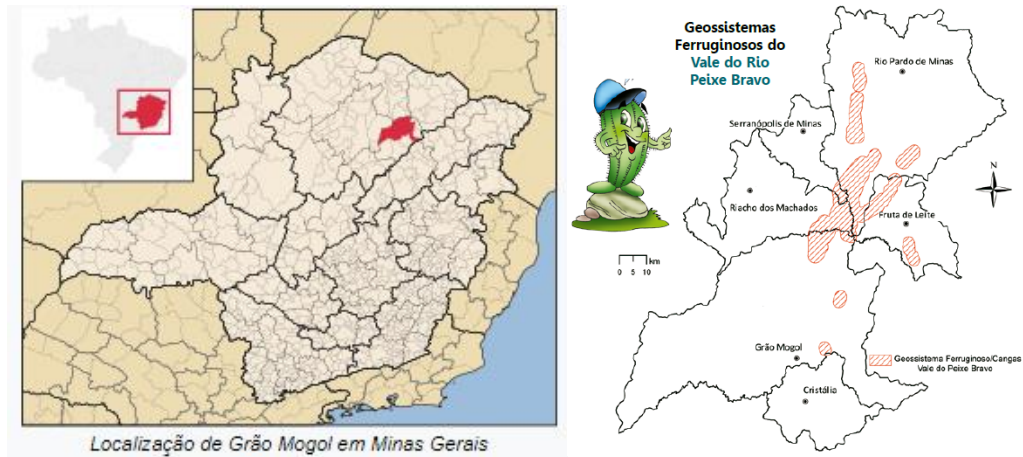 Localização de Grão Mogol em Minas Gerais
Geossistemas
Ferruginosos do
Vale do Rio
Peixe Bravo
Rio Pardo de Minas
Serranópolis de Minas
Riacho dos Machados
Fruta de Leite
N
km
0 5 10
Grão Mogol
Geossistema Ferruginoso/Cangas
Vale do Peixe Bravo
Cristália